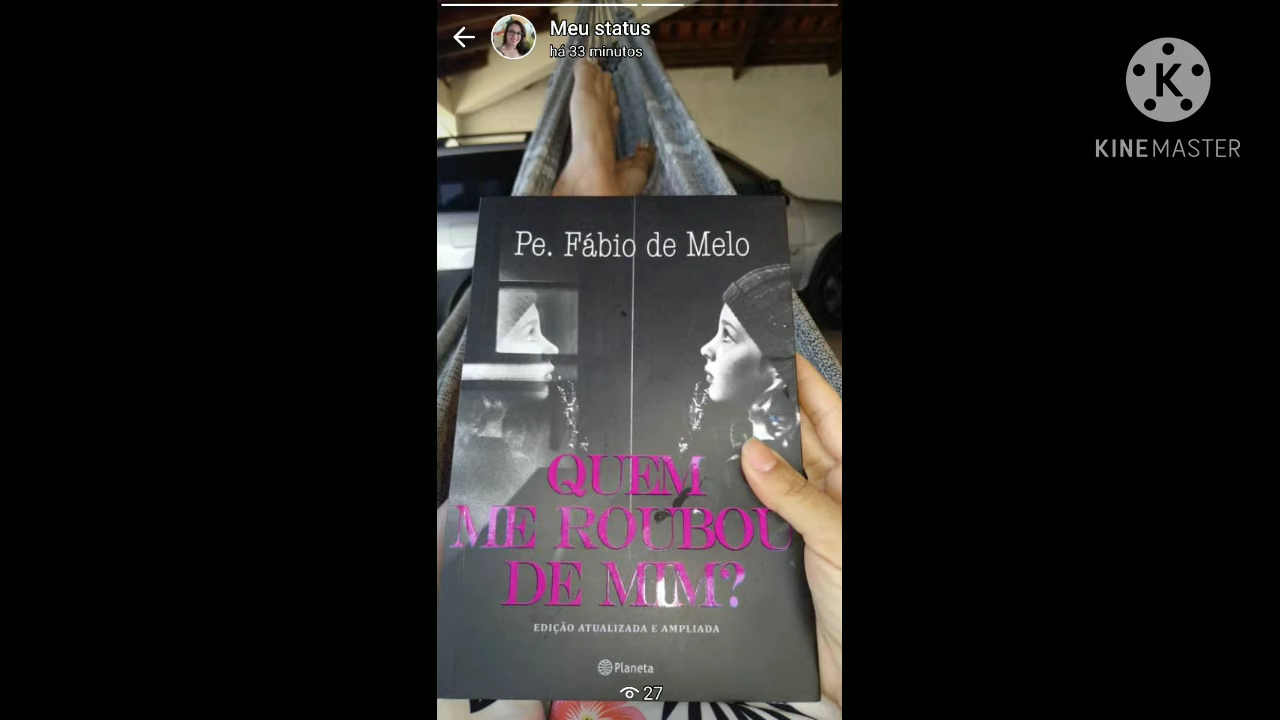 Meu status
há 33 minutos
K
KINEMASTER
Pe. Fábio de Melo
QUEM
ME ROUBOU
DE MIM?
EDIÇÃO ATUALIZADA E AMPLIADA
Planeta
27